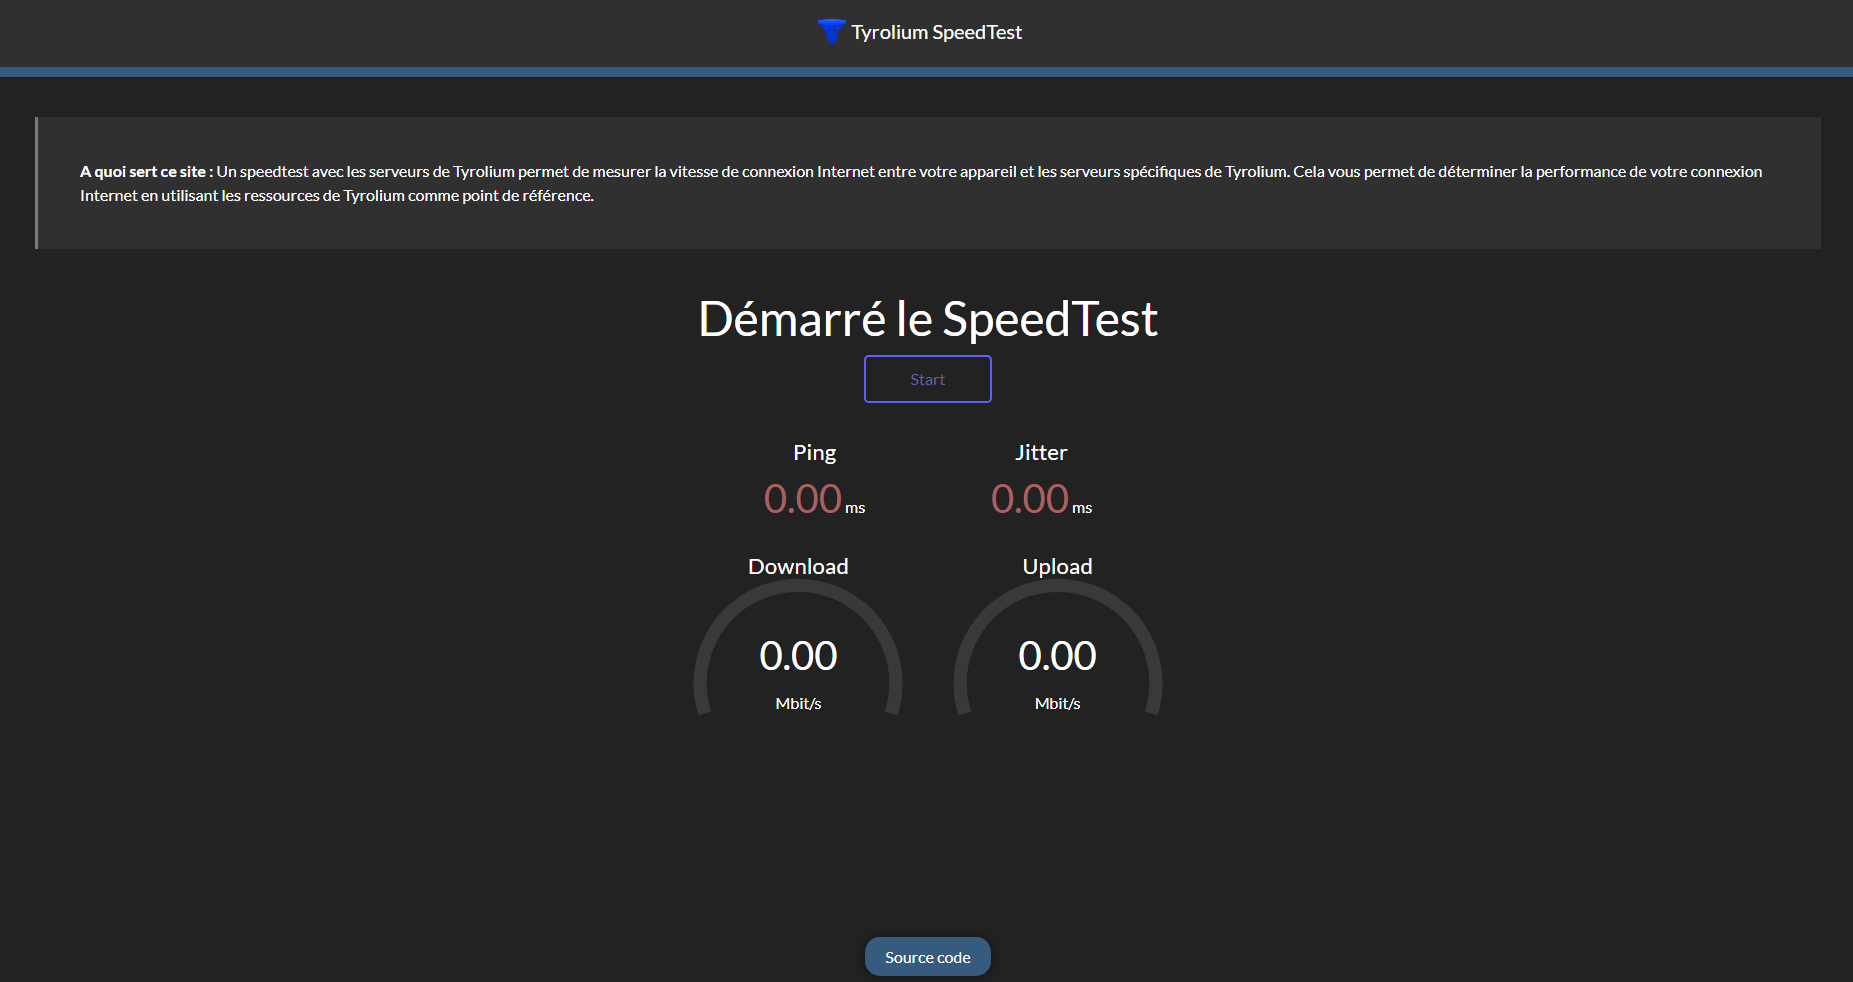 Tyrolium SpeedTest
A quoi sert ce site : Un speedtest avec les serveurs de Tyrolium permet de mesurer la vitesse de connexion Internet entre votre appareil et les serveurs spécifiques de Tyrolium. Cela vous permet de déterminer la performance de votre connexion
Internet en utilisant les ressources de Tyrolium comme point de référence.
Démarré le SpeedTest
Start
Ping Jitter
0.00 ms 0.00 ms
Download Upload
0.00 0.00
Mbit/s Mbit/s
Source code